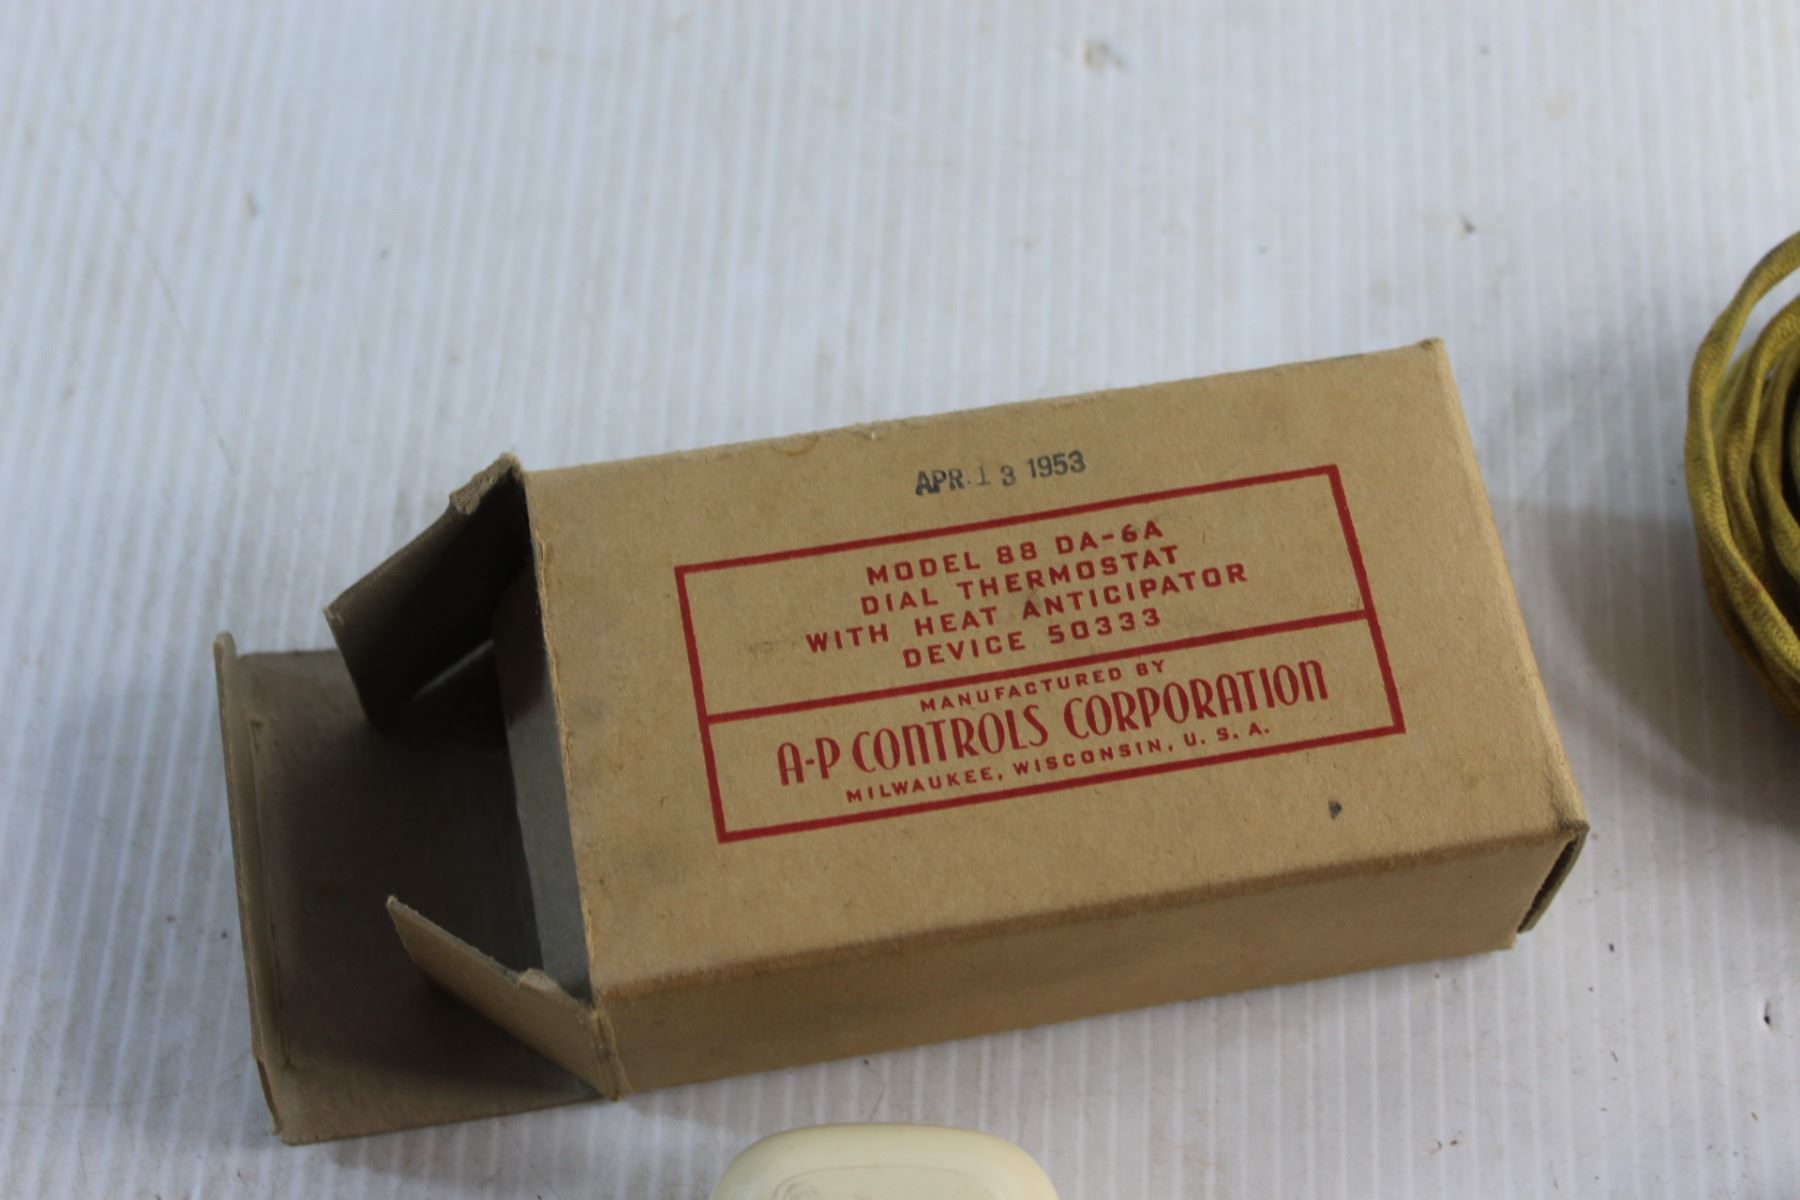 APR 13 1953
MODEL 88 DA-6A
DIAL THERMOSTAT
WITH HEAT ANTICIPATOR
DEVICE 50333
MANUFACTURED BY
A-P CONTROLS CORPORATION
MILWAUKEE, WISCONSIN, U. S. A.